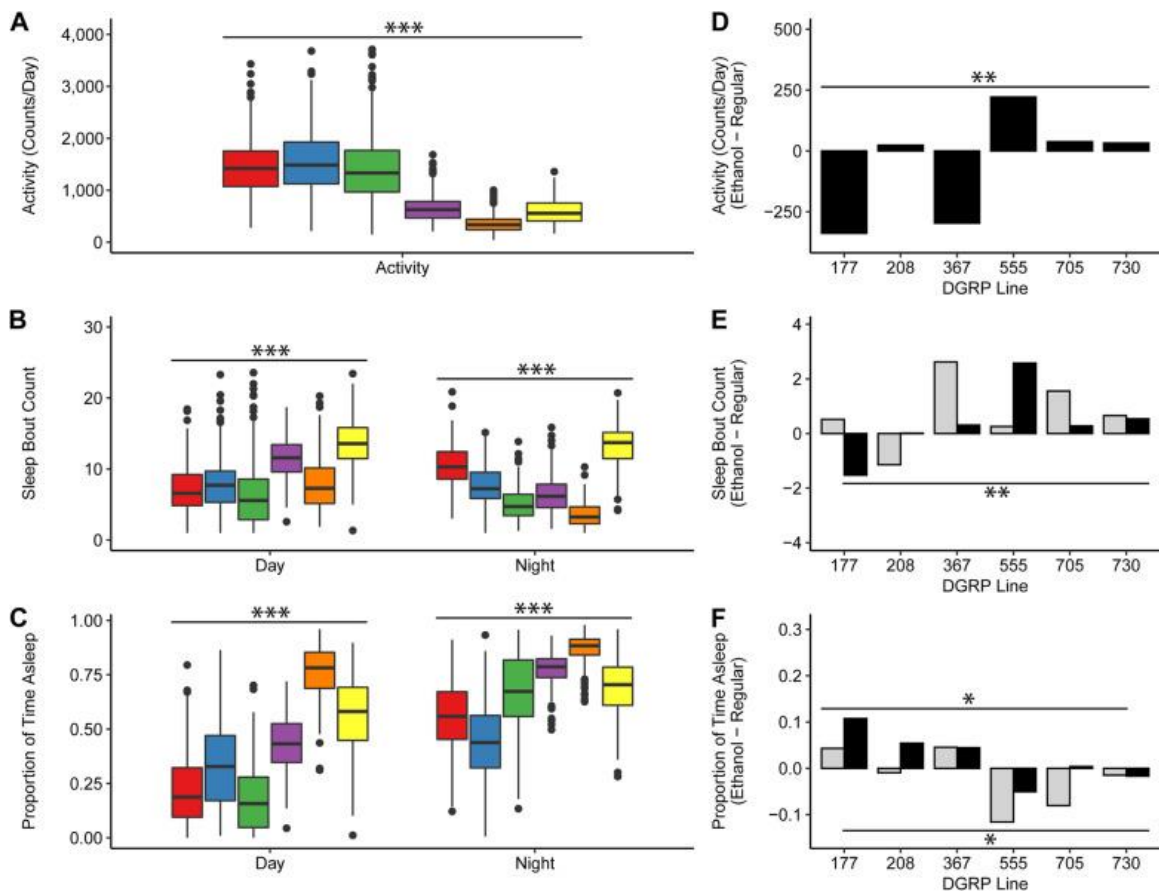 A
Activity (Counts/Day)
4,000
3,000
2,000
1,000
0
***
Activity
B
Sleep Bout Count
30
20
10
0
***
***
Day
Night
C
Proportion of Time Asleep
1.00
0.75
0.50
0.25
0.00
***
***
Day
Night
D
Activity (Counts/Day)
(Ethanol − Regular)
500
250
0
−250
**
177 208 367 555 705 730
DGRP Line
E
Sleep Bout Count
(Ethanol − Regular)
4
2
0
−2
−4
**
177 208 367 555 705 730
DGRP Line
F
Proportion of Time Asleep
(Ethanol − Regular)
0.3
0.2
0.1
0.0
−0.1
*
*
177 208 367 555 705 730
DGRP Line